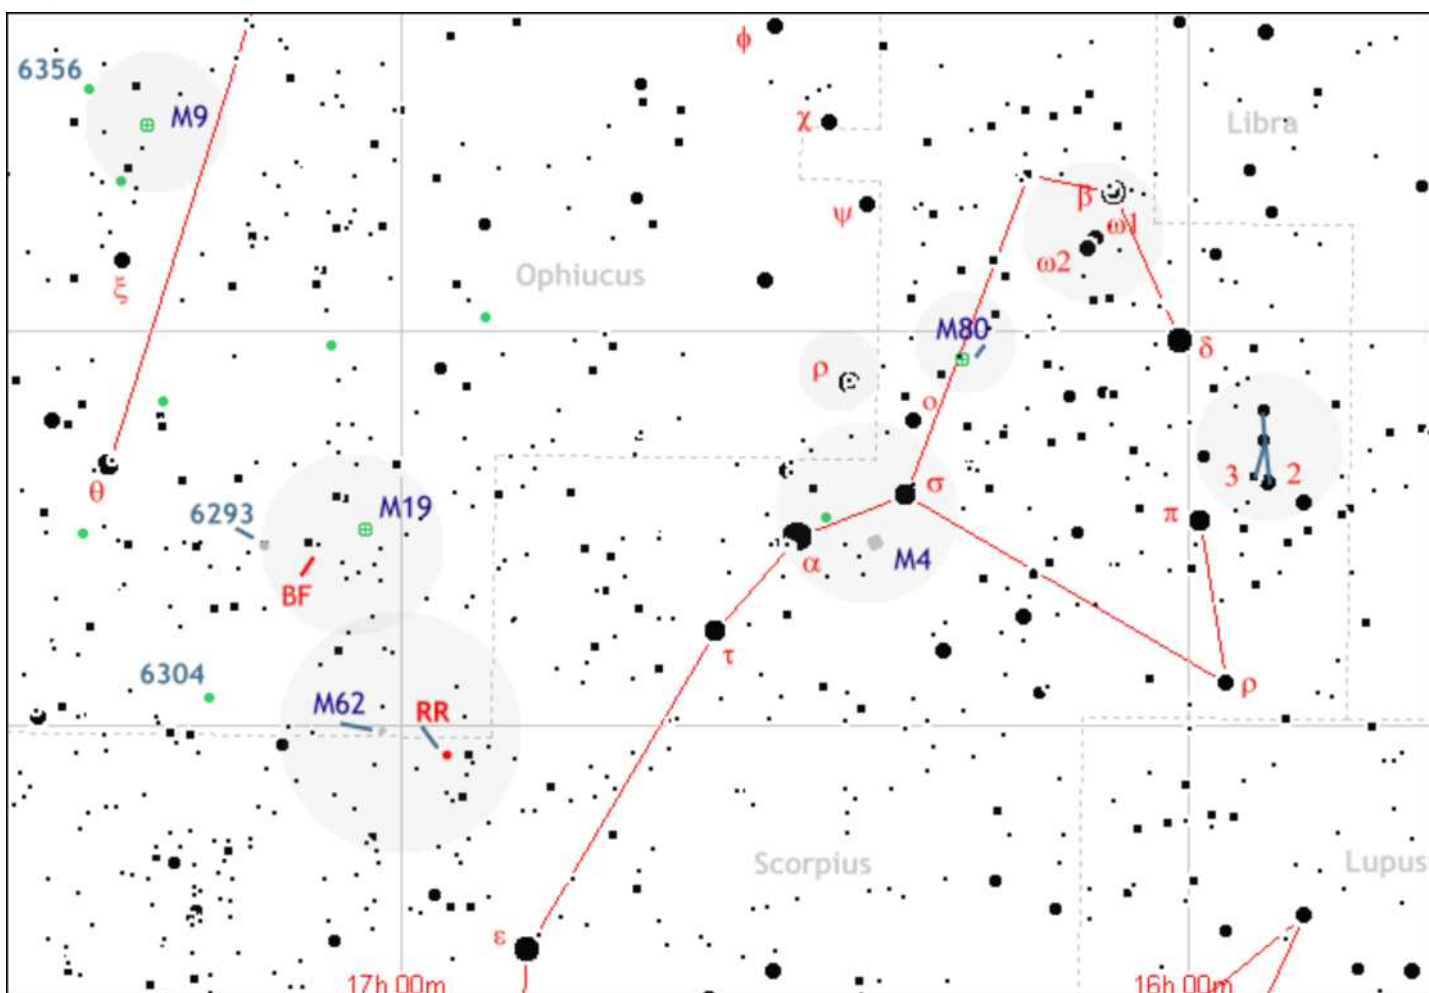 ϕ
6356
M9
χ
Libra
β
ψ
ω1
ω2
Ophiucus
ξ
M80
δ
ρ
ο
3
2
σ
θ
M19
6293
π
M4
α
BF
τ
6304
ρ
M62
RR
Scorpius
Lupus
ε
17h 00m
16h 00m